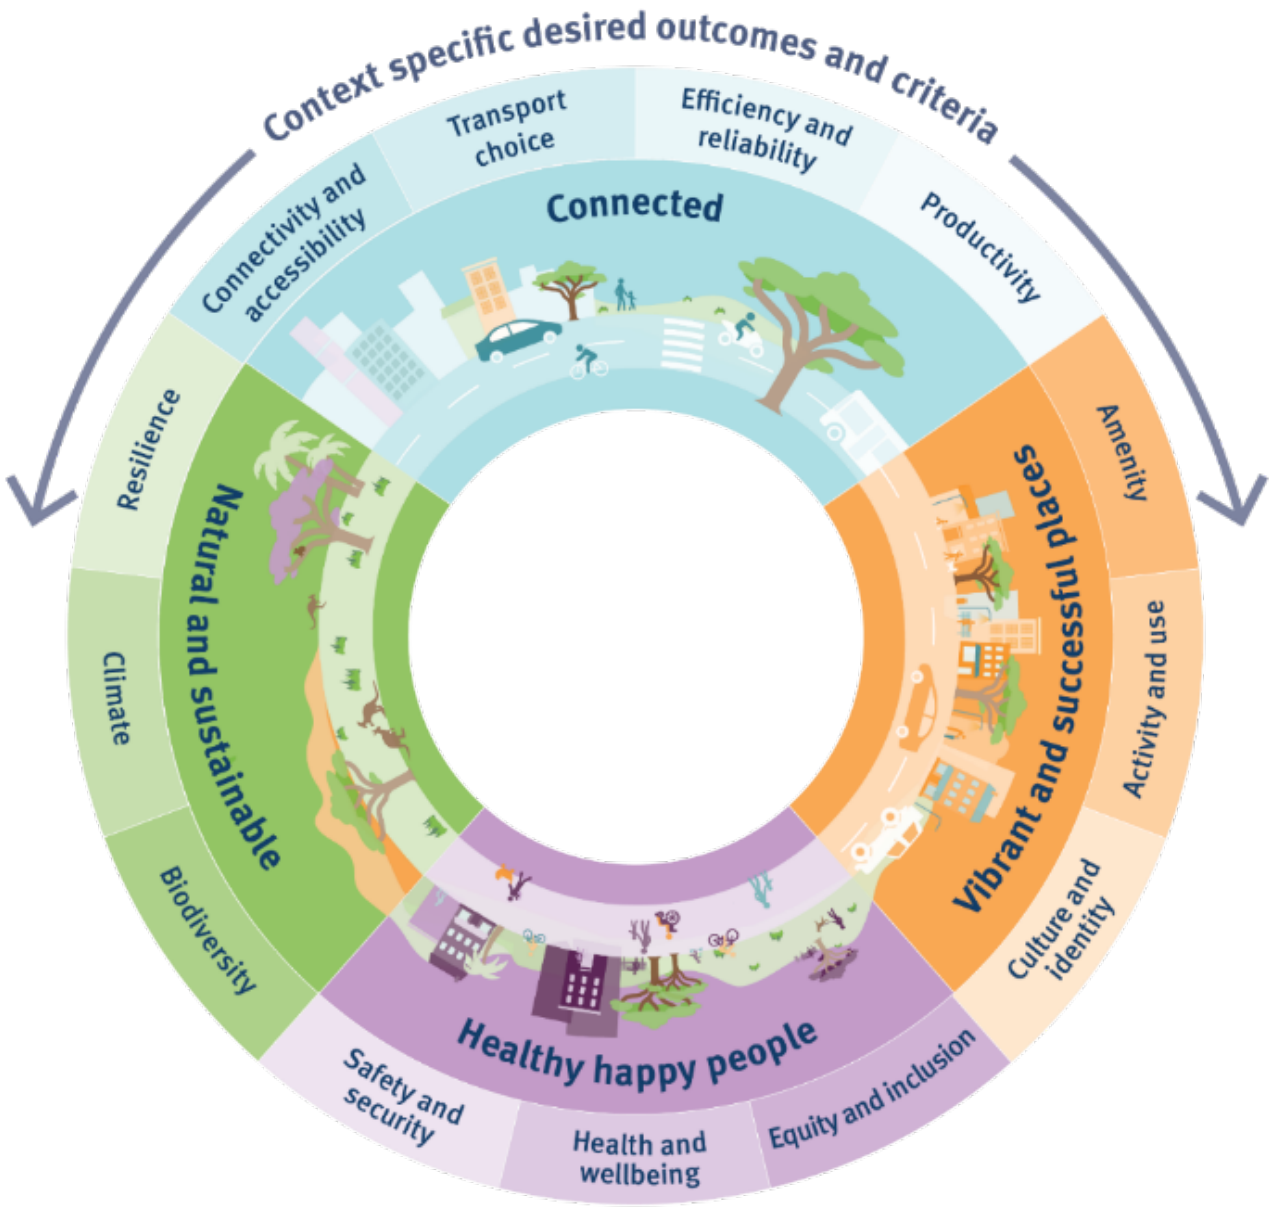 Context specific desired outcomes and criteria
Connectivity and
accessibility
Transport
choice
Efficiency and
reliability
Productivity
Connected
Amenity
Activity and use
Culture and
identity
Vibrant and successful places
Equity and inclusion
Health and
wellbeing
Safety and
security
Healthy happy people
Biodiversity
Climate
Resilience
Natural and sustainable